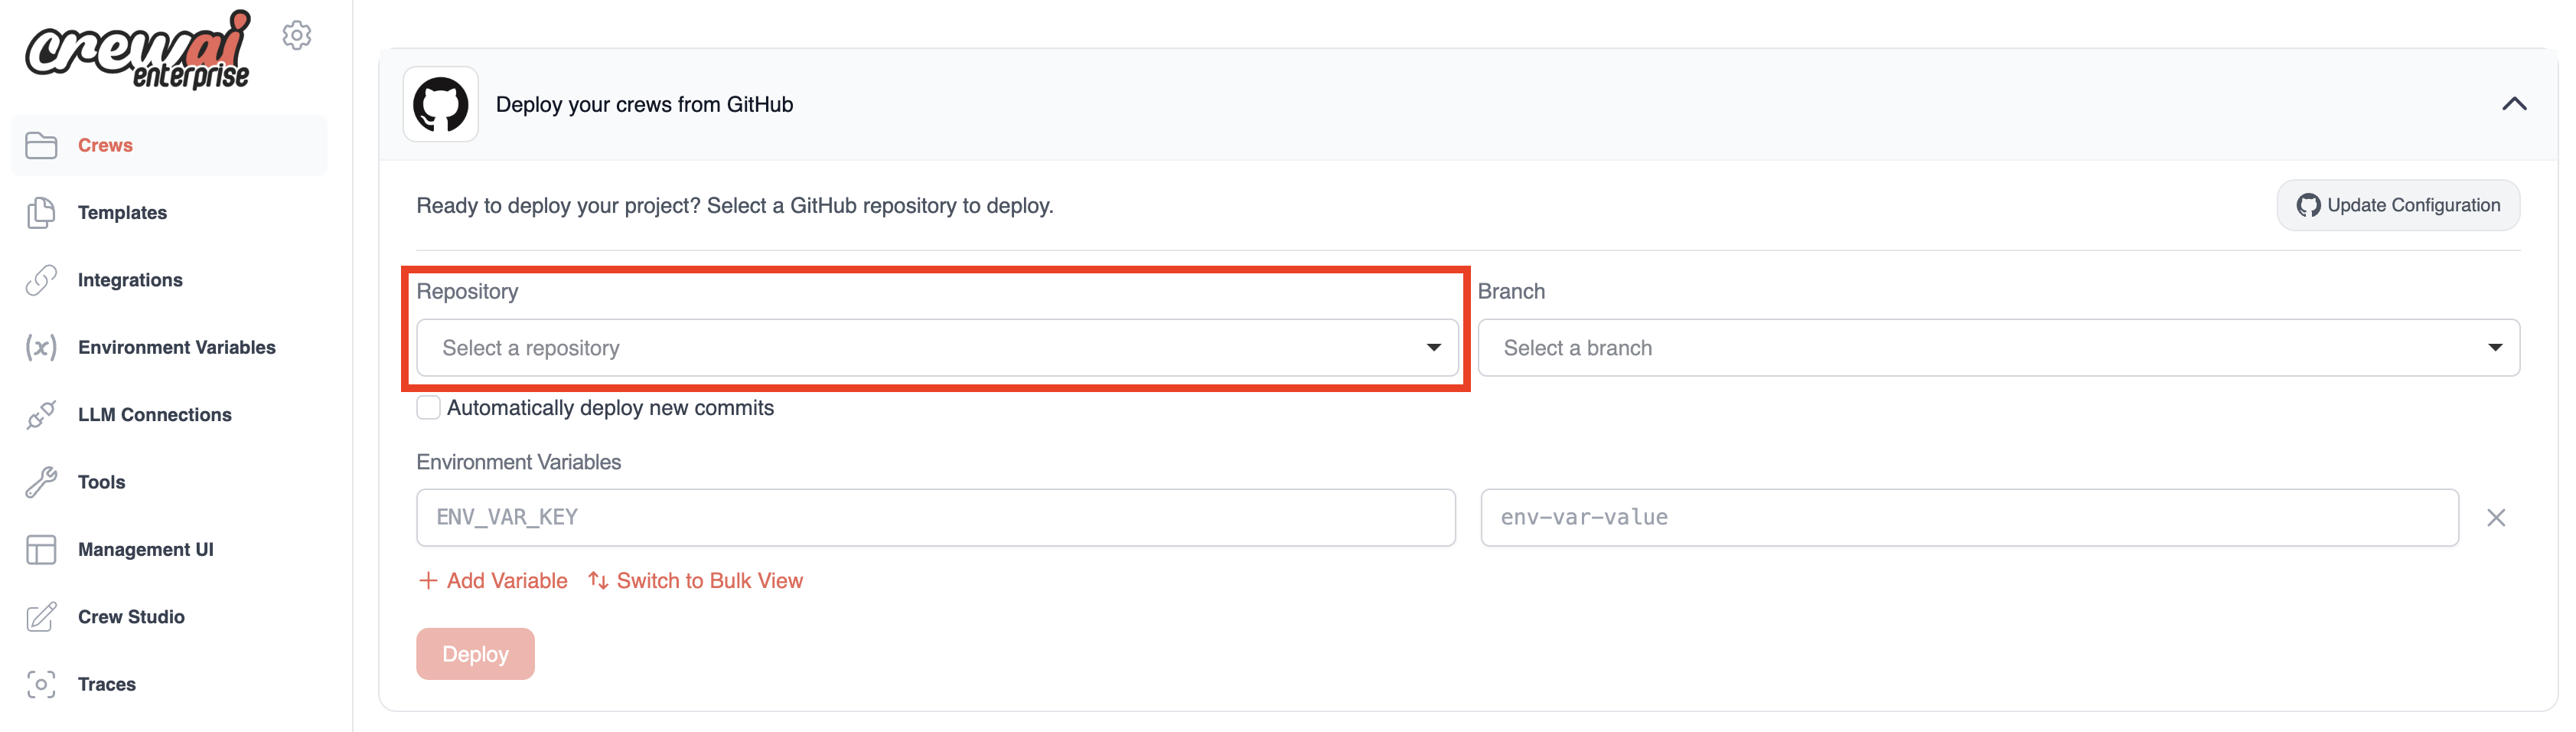 crewai
enterprise
Crews
Templates
Integrations
(x) Environment Variables
LLM Connections
Tools
Management UI
Crew Studio
Traces
Deploy your crews from GitHub
Ready to deploy your project? Select a GitHub repository to deploy.
Update Configuration
Repository
Select a repository
Branch
Select a branch
Automatically deploy new commits
Environment Variables
ENV_VAR_KEY
env-var-value
+ Add Variable
Switch to Bulk View
Deploy